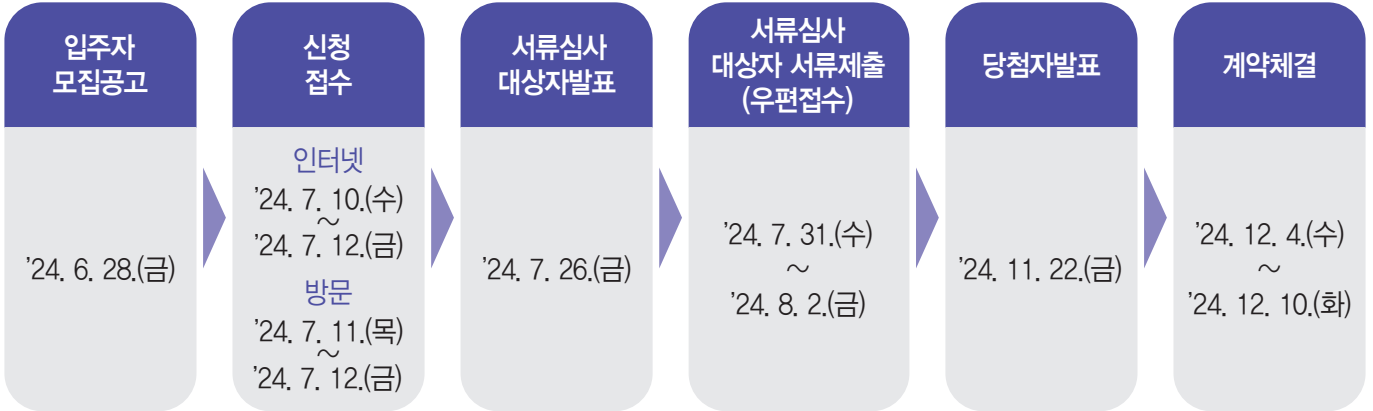 입주자
모집공고
'24. 6. 28.(금)
신청
접수
인터넷
'24. 7. 10.(수)
~
'24. 7. 12.(금)
방문
'24. 7. 11.(목)
~
'24. 7. 12.(금)
서류심사
대상자발표
'24. 7. 26.(금)
서류심사
대상자 서류제출
(우편접수)
'24. 7. 31.(수)
~
'24. 8. 2.(금)
당첨자발표
'24. 11. 22.(금)
계약체결
'24. 12. 4.(수)
~
'24. 12. 10.(화)